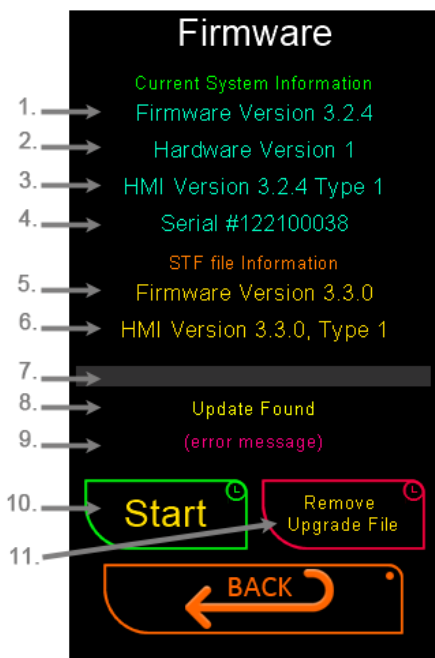 Firmware
Current System Information
1. Firmware Version 3.2.4
2. Hardware Version 1
3. HMI Version 3.2.4 Type 1
4. Serial #122100038
STF file Information
5. Firmware Version 3.3.0
6. HMI Version 3.3.0, Type 1
7.
8. Update Found
9. (error message)
10. Start
Remove
Upgrade File
11.
BACK